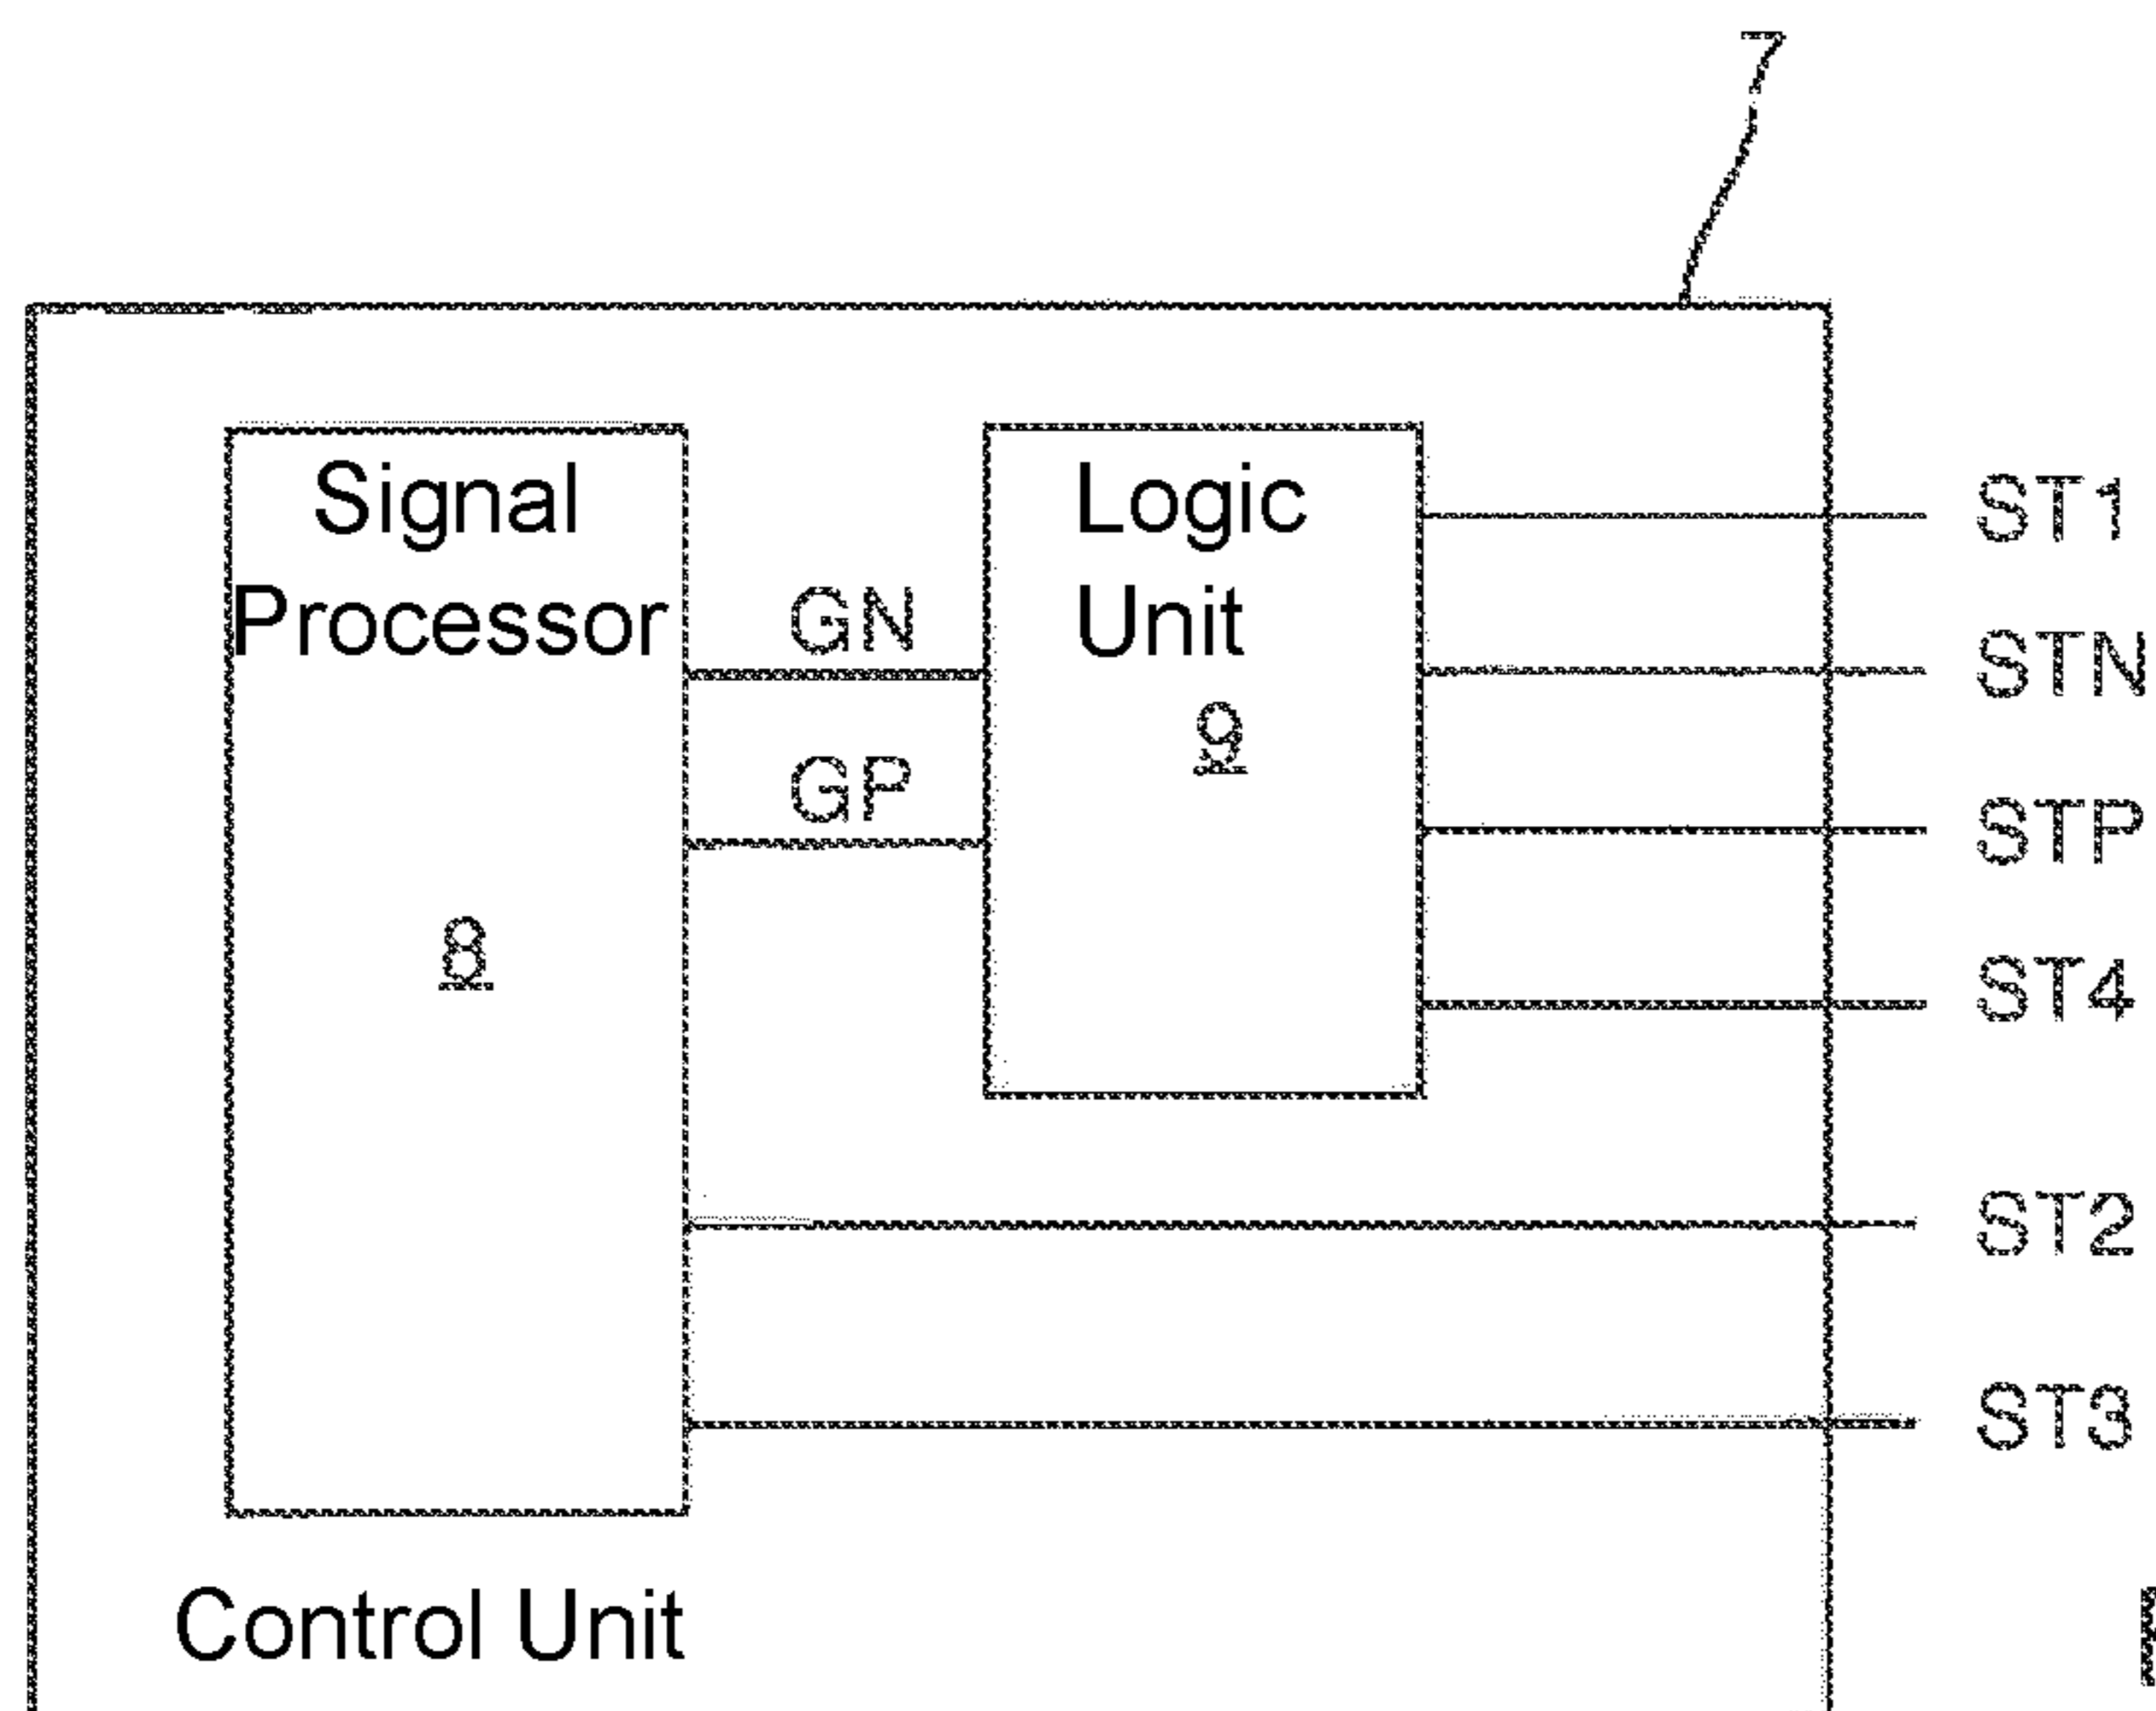 7
Signal
Processor
8
GN
GP
Logic
Unit
9
ST1
STN
STP
ST4
ST2
ST3
Control Unit